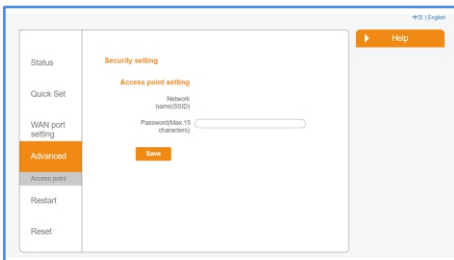 中文 | English
Help
Status
Quick Set
WAN port
setting
Advanced
Access point
Restart
Reset
Security setting
Access point setting
Network
name(SSID)
Password(Max.15
characters)
Save